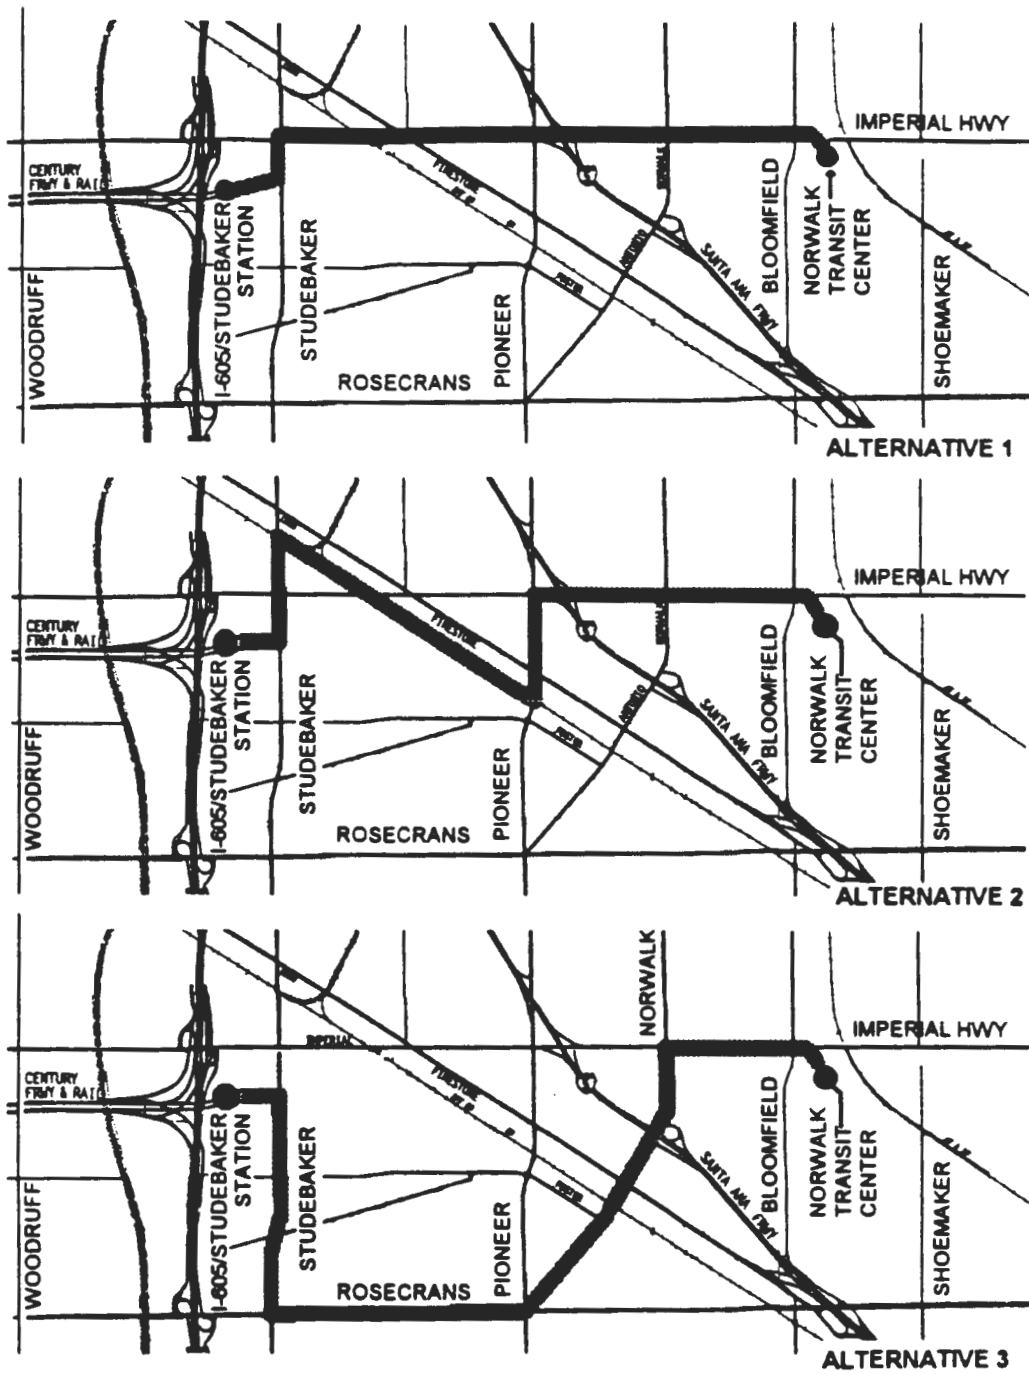 IMPERIAL HWY
CENTURY
FRWY & RAIL
FIRESTONE
WOODRUFF
I-605/STUDEBAKER
STATION
STUDEBAKER
PIONEER
SANTA ANA FRWY
BLOOMFIELD
NORWALK
TRANSIT
CENTER
SHOEMAKER
ROSECRANS
ALTERNATIVE 1
IMPERIAL HWY
CENTURY
FRWY & RAIL
FIRESTONE
WOODRUFF
I-605/STUDEBAKER
STATION
STUDEBAKER
PIONEER
SANTA ANA FRWY
BLOOMFIELD
NORWALK
TRANSIT
CENTER
SHOEMAKER
ROSECRANS
ALTERNATIVE 2
NORWALK
IMPERIAL HWY
IMPERIAL
CENTURY
FRWY & RAIL
FIRESTONE
WOODRUFF
I-605/STUDEBAKER
STATION
STUDEBAKER
PIONEER
SANTA ANA FRWY
BLOOMFIELD
NORWALK
TRANSIT
CENTER
SHOEMAKER
ROSECRANS
ALTERNATIVE 3